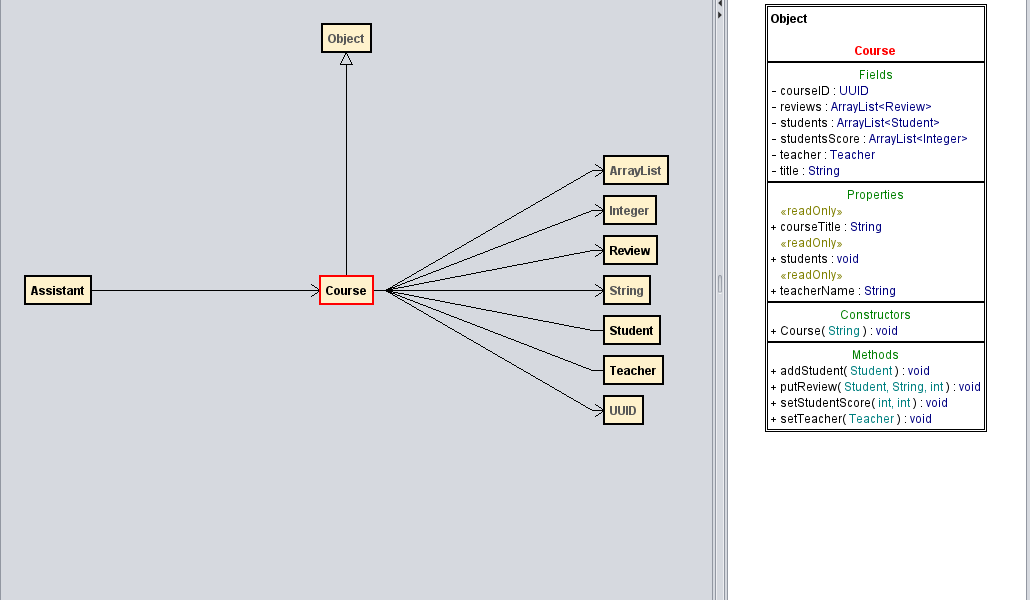 Object
ArrayList
Integer
Review
Assistant
Course
String
Student
Teacher
UUID
Object
Course
Fields
- courseID : UUID
- reviews : ArrayList<Review>
- students : ArrayList<Student>
- studentsScore : ArrayList<Integer>
- teacher : Teacher
- title : String
Properties
«readOnly»
+ courseTitle : String
«readOnly»
+ students : void
«readOnly»
+ teacherName : String
Constructors
+ Course( String ) : void
Methods
+ addStudent( Student ) : void
+ putReview( Student, String, int ) : void
+ setStudentScore( int, int ) : void
+ setTeacher( Teacher ) : void